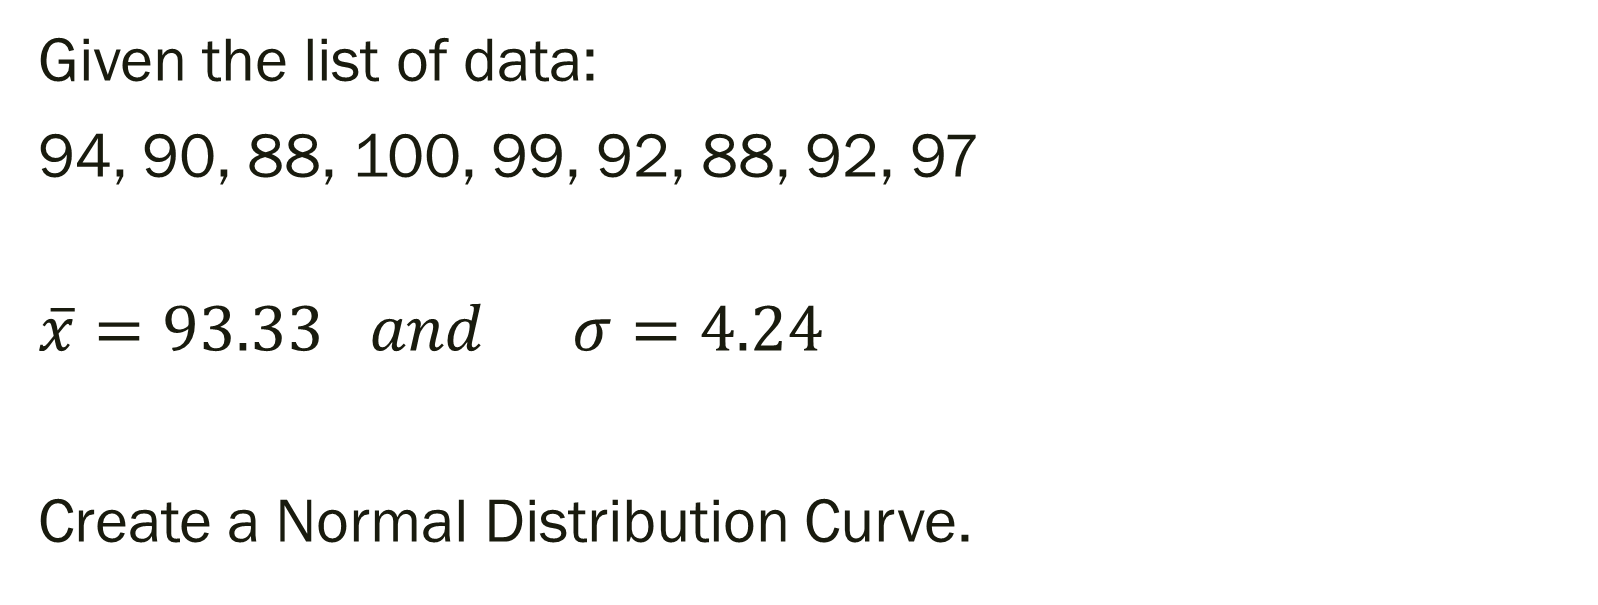 Given the list of data:
94, 90, 88, 100, 99, 92, 88, 92, 97
x̄ = 93.33 and σ = 4.24
Create a Normal Distribution Curve.